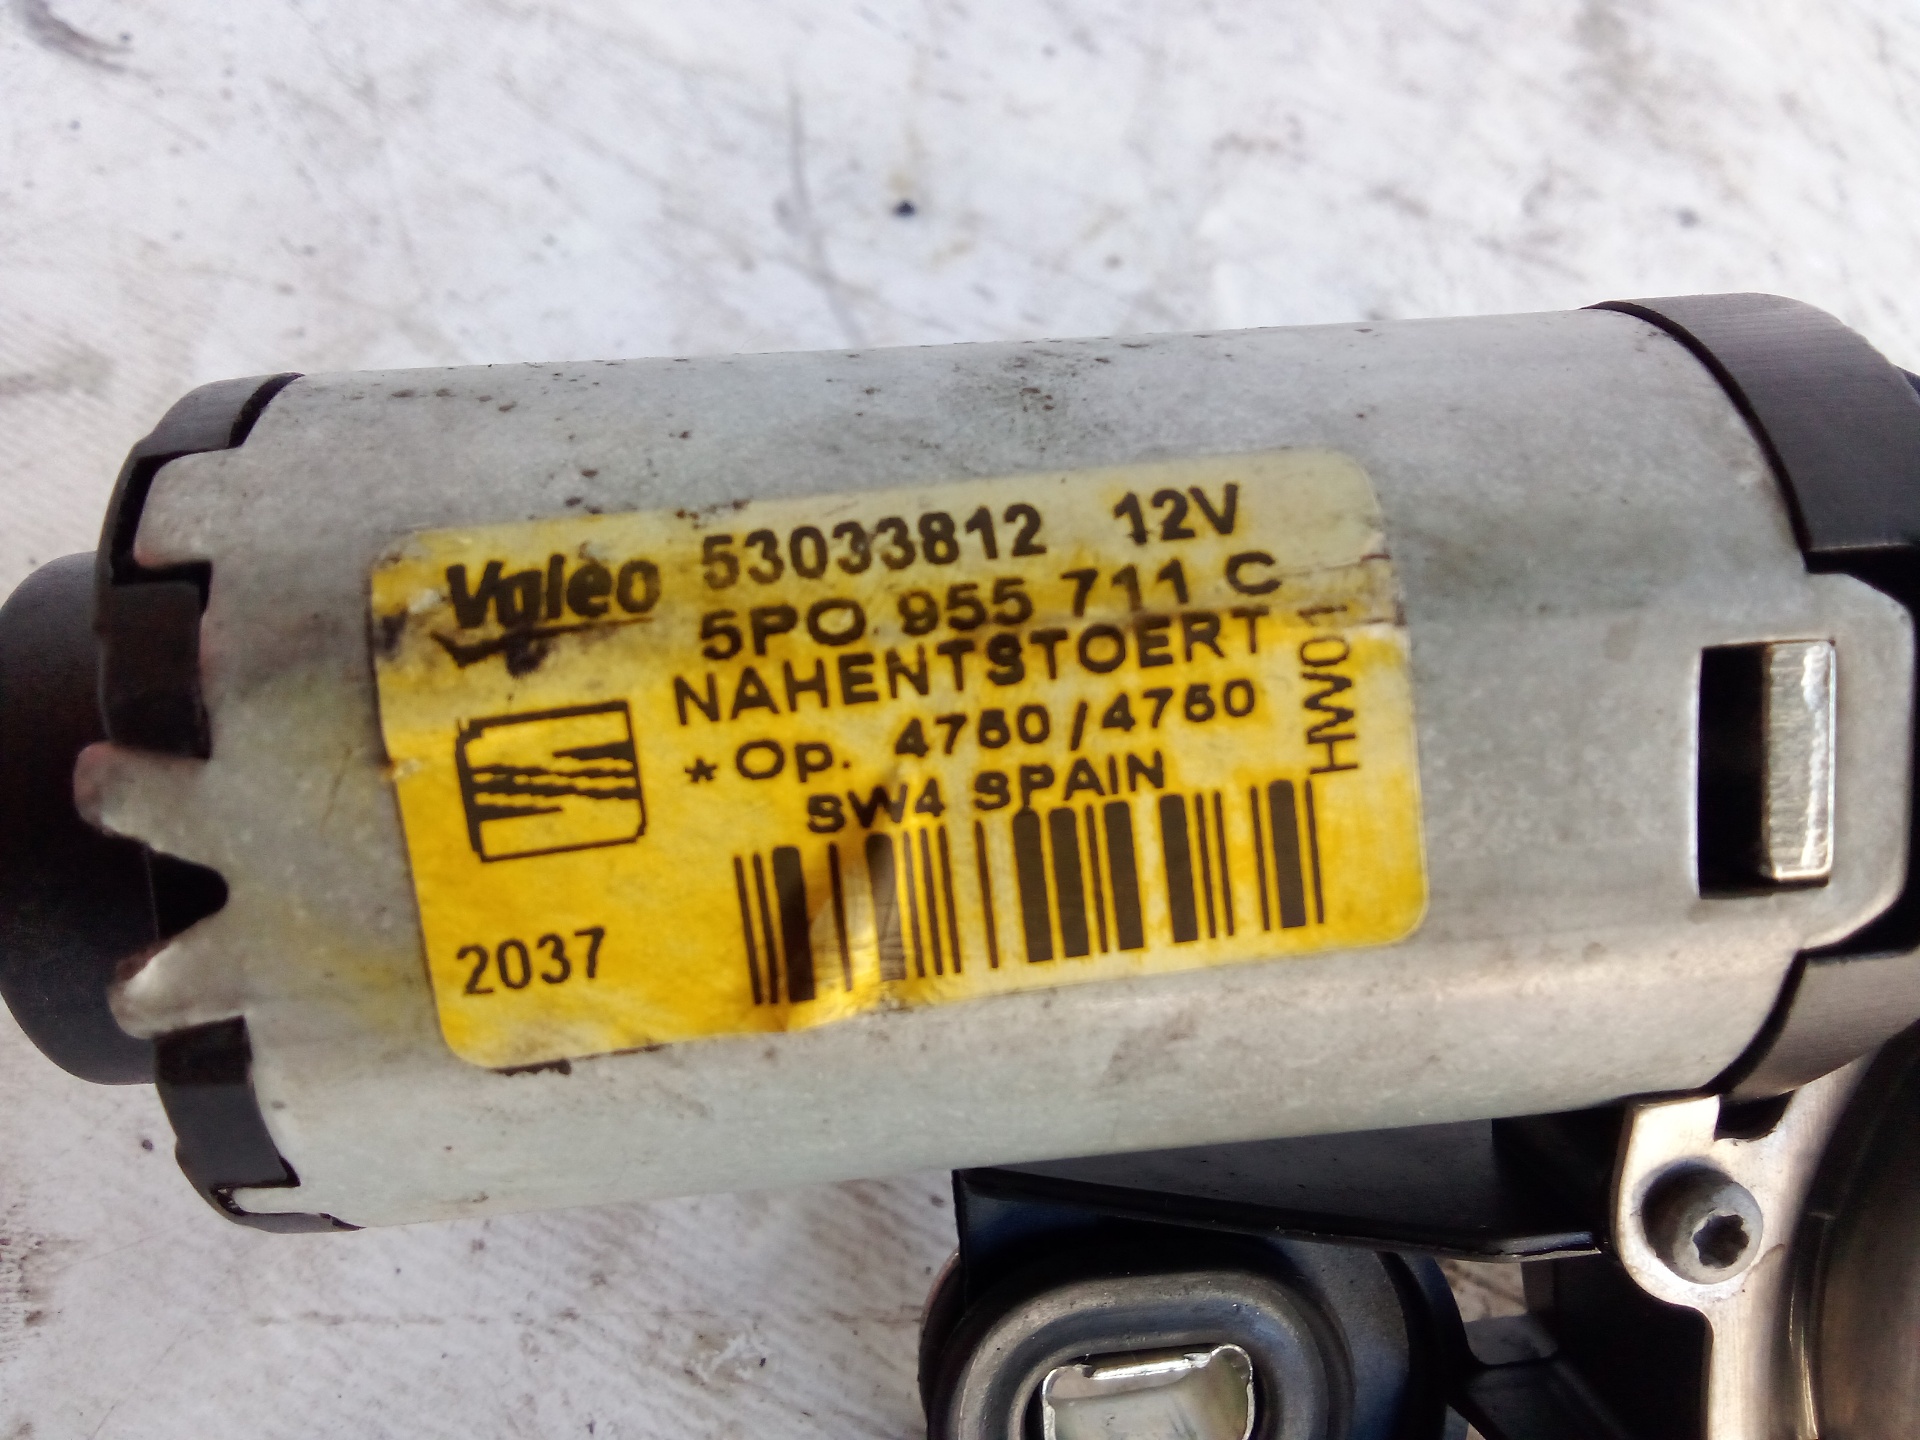 Valeo 53033812 12V
5PO 955 711 C
NAHENTSTOERT
*Op. 4750/4750
SW4 SPAIN
HW01
2037